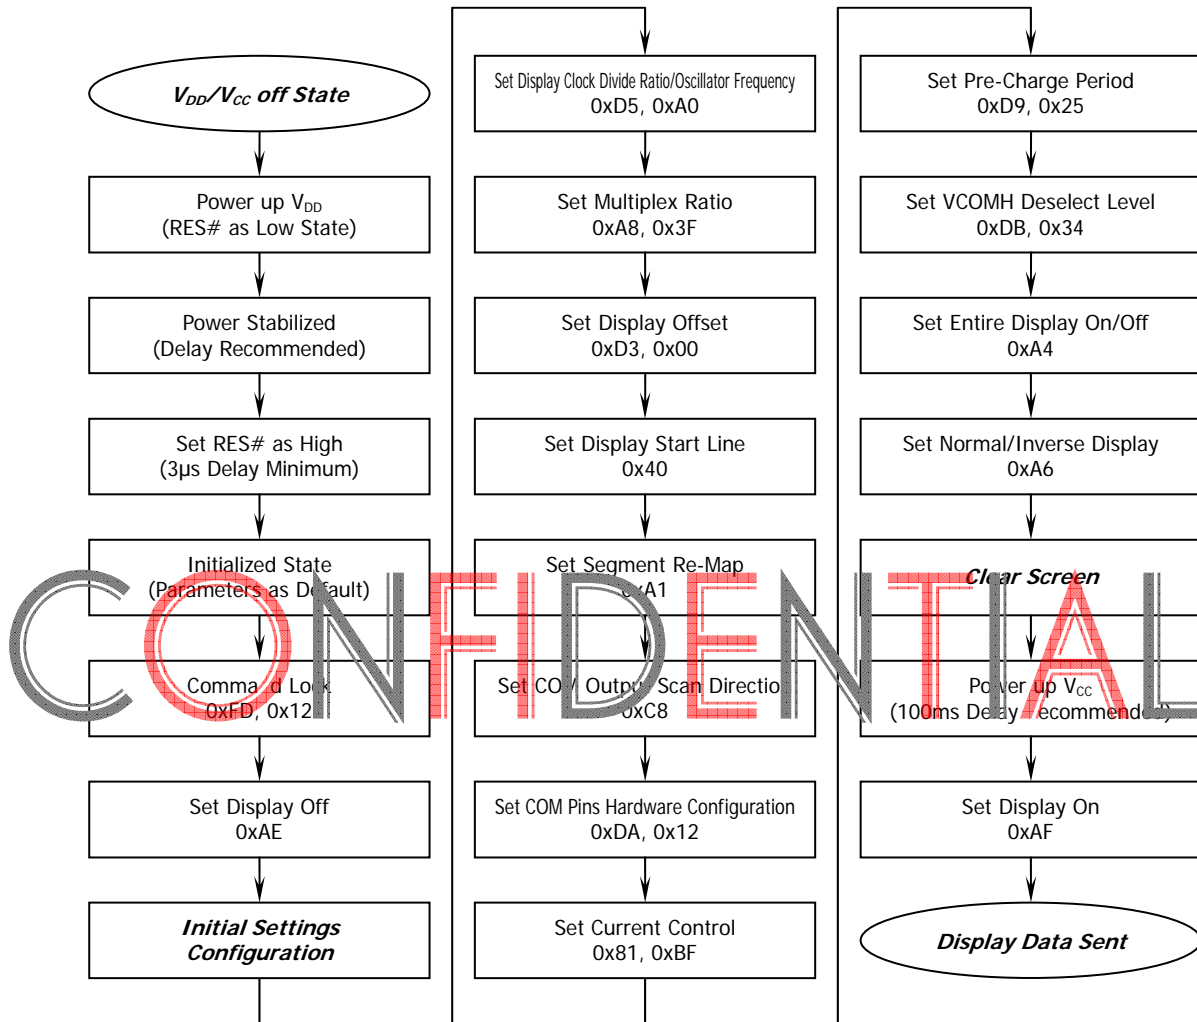 V_DD/V_CC off State
Power up V_DD
(RES# as Low State)
Power Stabilized
(Delay Recommended)
Set RES# as High
(3µs Delay Minimum)
Initialized State
(Parameters as Default)
Command Lock
0xFD, 0x12
Set Display Off
0xAE
Initial Settings
Configuration
Set Display Clock Divide Ratio/Oscillator Frequency
0xD5, 0xA0
Set Multiplex Ratio
0xA8, 0x3F
Set Display Offset
0xD3, 0x00
Set Display Start Line
0x40
Set Segment Re-Map
0xA1
Set COM Output Scan Direction
0xC8
Set COM Pins Hardware Configuration
0xDA, 0x12
Set Current Control
0x81, 0xBF
Set Pre-Charge Period
0xD9, 0x25
Set VCOMH Deselect Level
0xDB, 0x34
Set Entire Display On/Off
0xA4
Set Normal/Inverse Display
0xA6
Clear Screen
Power up V_CC
(100ms Delay Recommended)
Set Display On
0xAF
Display Data Sent
CONFIDENTIAL